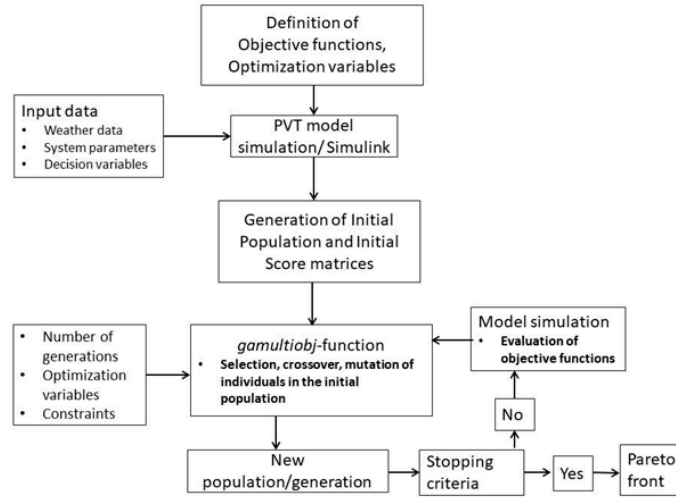 Definition of
Objective functions,
Optimization variables
Input data
• Weather data
• System parameters
• Decision variables
PVT model
simulation/ Simulink
Generation of Initial
Population and Initial
Score matrices
• Number of
generations
• Optimization
variables
• Constraints
gamultiobj-function
• Selection, crossover, mutation of
individuals in the initial
population
Model simulation
• Evaluation of
objective functions
No
New
population/generation
Stopping
criteria
Yes
Pareto
front